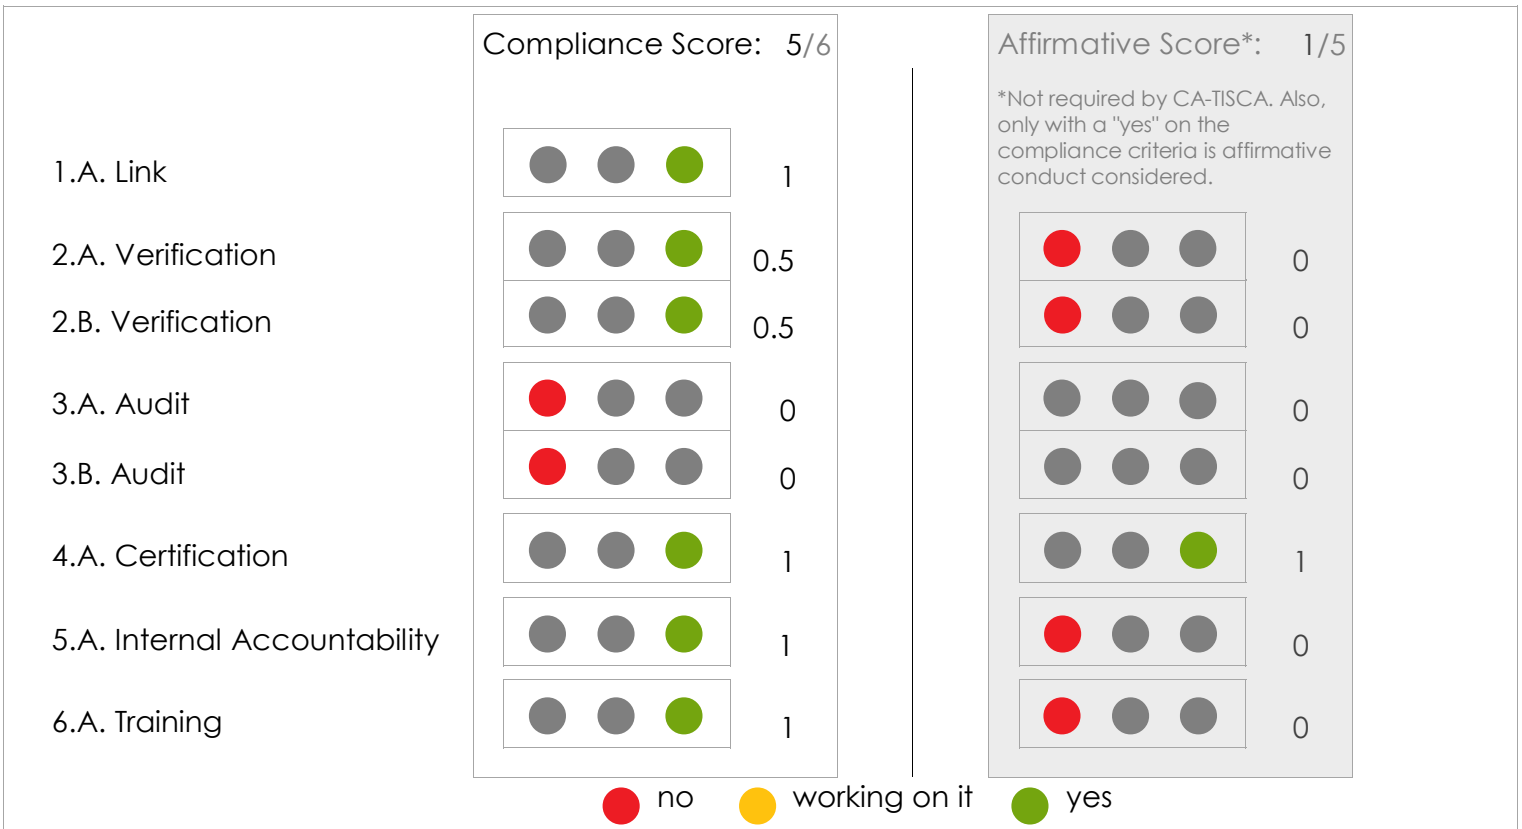 Compliance Score: 5/6
Affirmative Score*: 1/5
*Not required by CA-TISCA. Also,
only with a "yes" on the
compliance criteria is affirmative
conduct considered.
1.A. Link 1
2.A. Verification 0.5 0
2.B. Verification 0.5 0
3.A. Audit 0 0
3.B. Audit 0 0
4.A. Certification 1 1
5.A. Internal Accountability 1 0
6.A. Training 1 0
no working on it yes